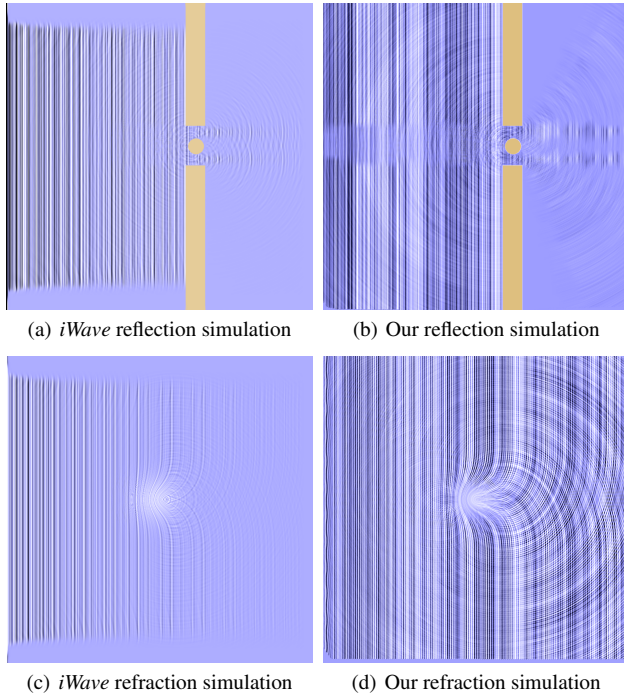 (a) iWave reflection simulation
(b) Our reflection simulation
(c) iWave refraction simulation
(d) Our refraction simulation